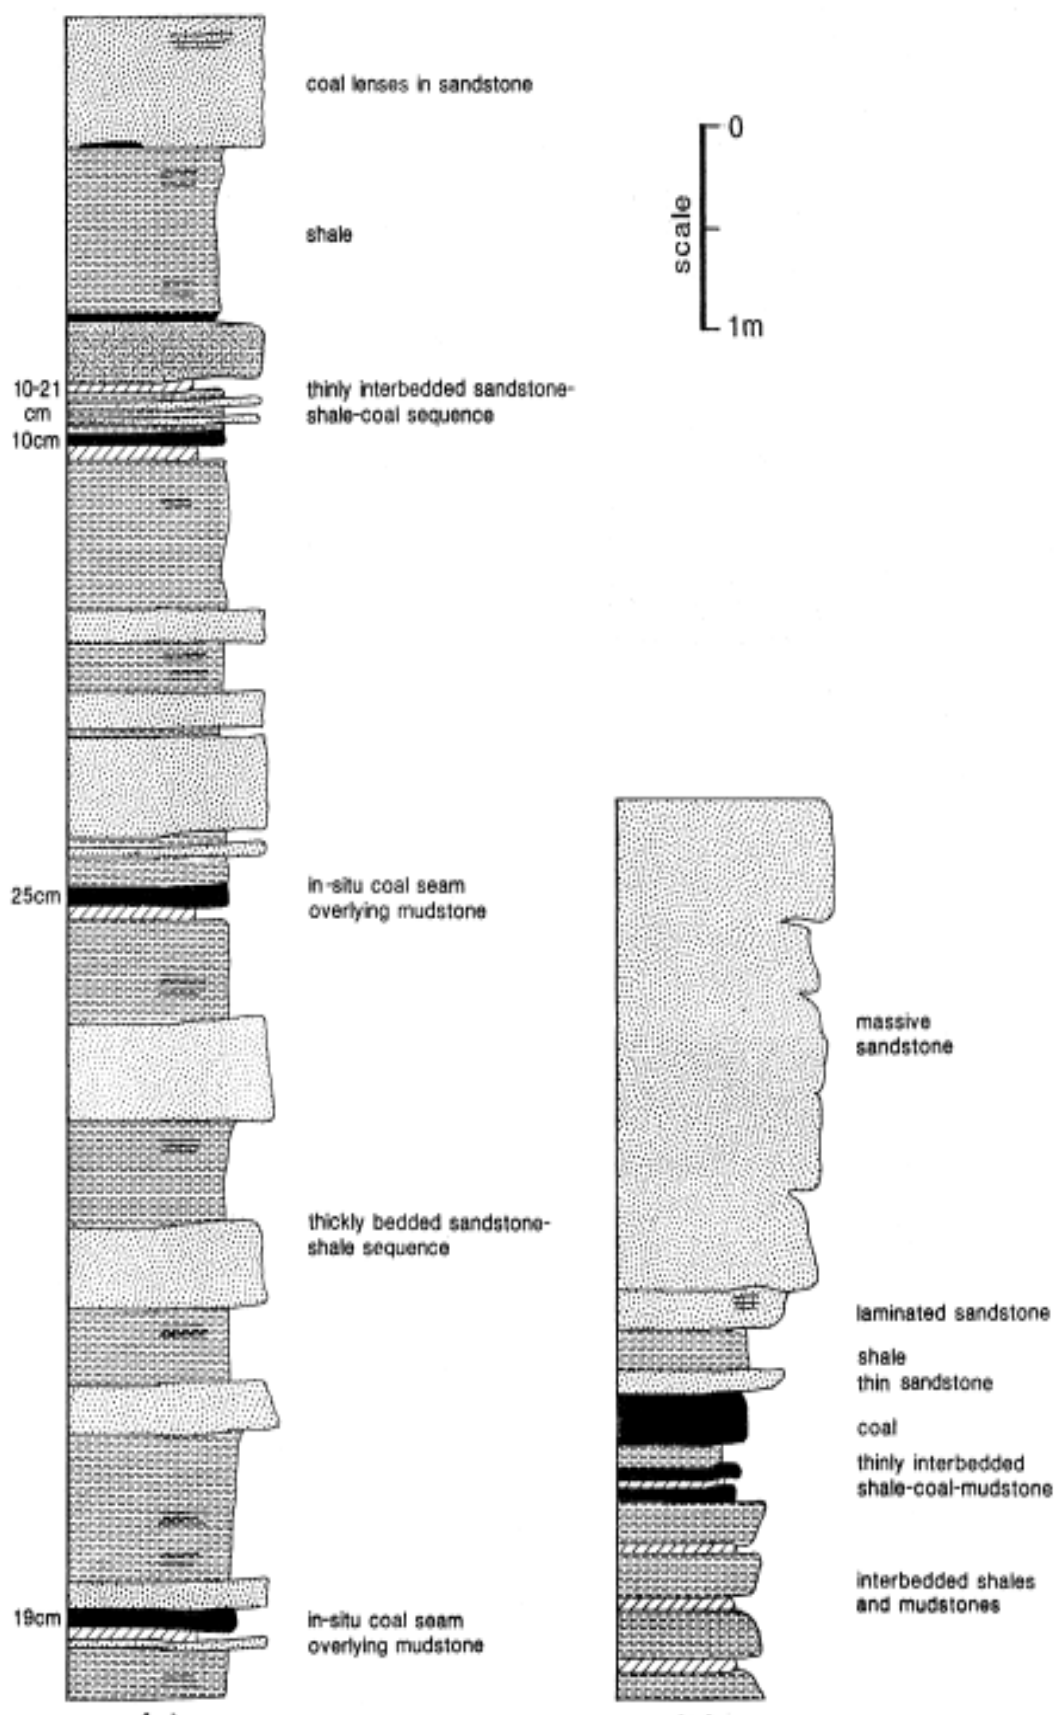 coal lenses in sandstone
0
scale
1m
shale
10-21
cm
10cm
thinly interbedded sandstone-
shale-coal sequence
25cm
in-situ coal seam
overlying mudstone
thickly bedded sandstone-
shale sequence
19cm
in-situ coal seam
overlying mudstone
massive
sandstone
laminated sandstone
shale
thin sandstone
coal
thinly interbedded
shale-coal-mudstone
interbedded shales
and mudstones